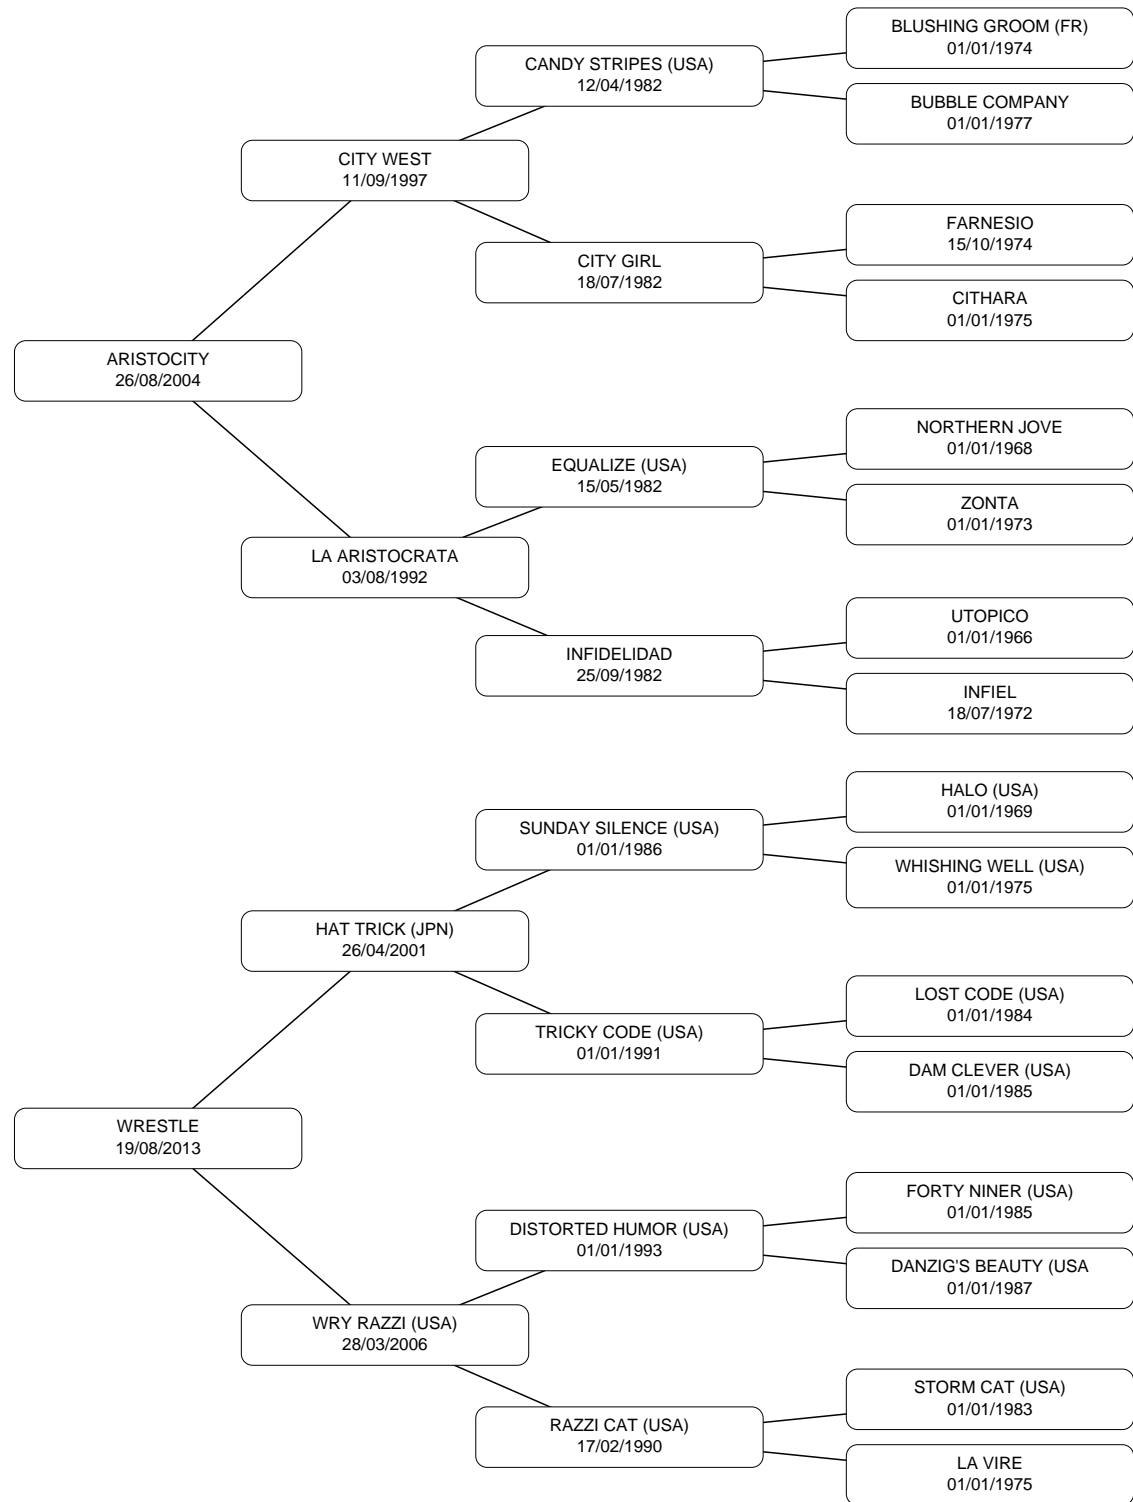 BLUSHING GROOM (FR)
01/01/1974
CANDY STRIPES (USA)
12/04/1982
BUBBLE COMPANY
01/01/1977
CITY WEST
11/09/1997
FARNESIO
15/10/1974
CITY GIRL
18/07/1982
CITHARA
01/01/1975
ARISTOCITY
26/08/2004
NORTHERN JOVE
01/01/1968
EQUALIZE (USA)
15/05/1982
ZONTA
01/01/1973
LA ARISTOCRATA
03/08/1992
UTOPICO
01/01/1966
INFIDELIDAD
25/09/1982
INFIEL
18/07/1972
HALO (USA)
01/01/1969
SUNDAY SILENCE (USA)
01/01/1986
WHISHING WELL (USA)
01/01/1975
HAT TRICK (JPN)
26/04/2001
LOST CODE (USA)
01/01/1984
TRICKY CODE (USA)
01/01/1991
DAM CLEVER (USA)
01/01/1985
WRESTLE
19/08/2013
FORTY NINER (USA)
01/01/1985
DISTORTED HUMOR (USA)
01/01/1993
DANZIG'S BEAUTY (USA
01/01/1987
WRY RAZZI (USA)
28/03/2006
STORM CAT (USA)
01/01/1983
RAZZI CAT (USA)
17/02/1990
LA VIRE
01/01/1975